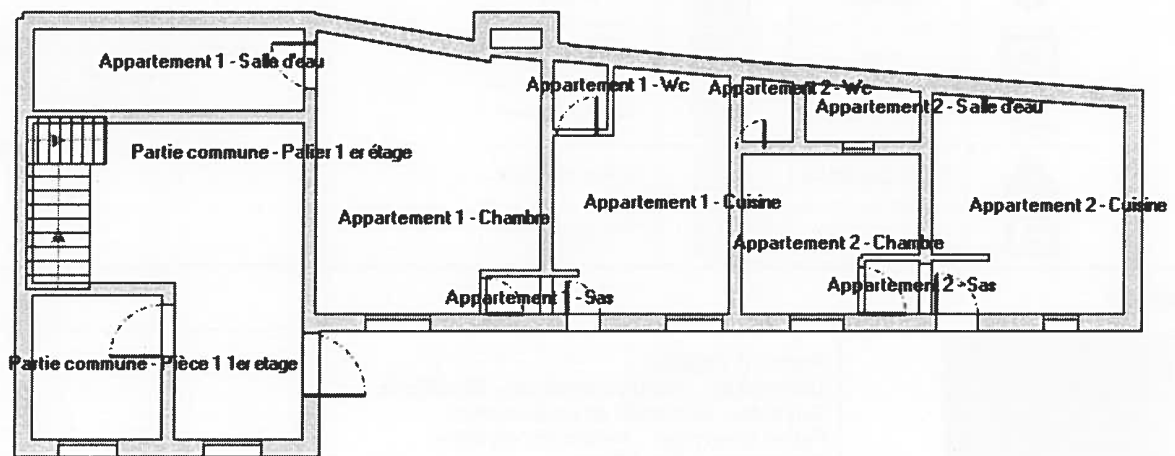 Appartement 1 - Salle d'eau
Appartement 1 - Wc
Appartement 2 - Wc
Appartement 2 - Salle d'eau
Partie commune - Palier 1 er étage
Appartement 1 - Chambre
Appartement 1 - Cuisine
Appartement 2 - Cuisine
Appartement 2 - Chambre
Appartement 2 - Sas
Appartement 1 - Sas
Partie commune - Pièce 1 1er etage